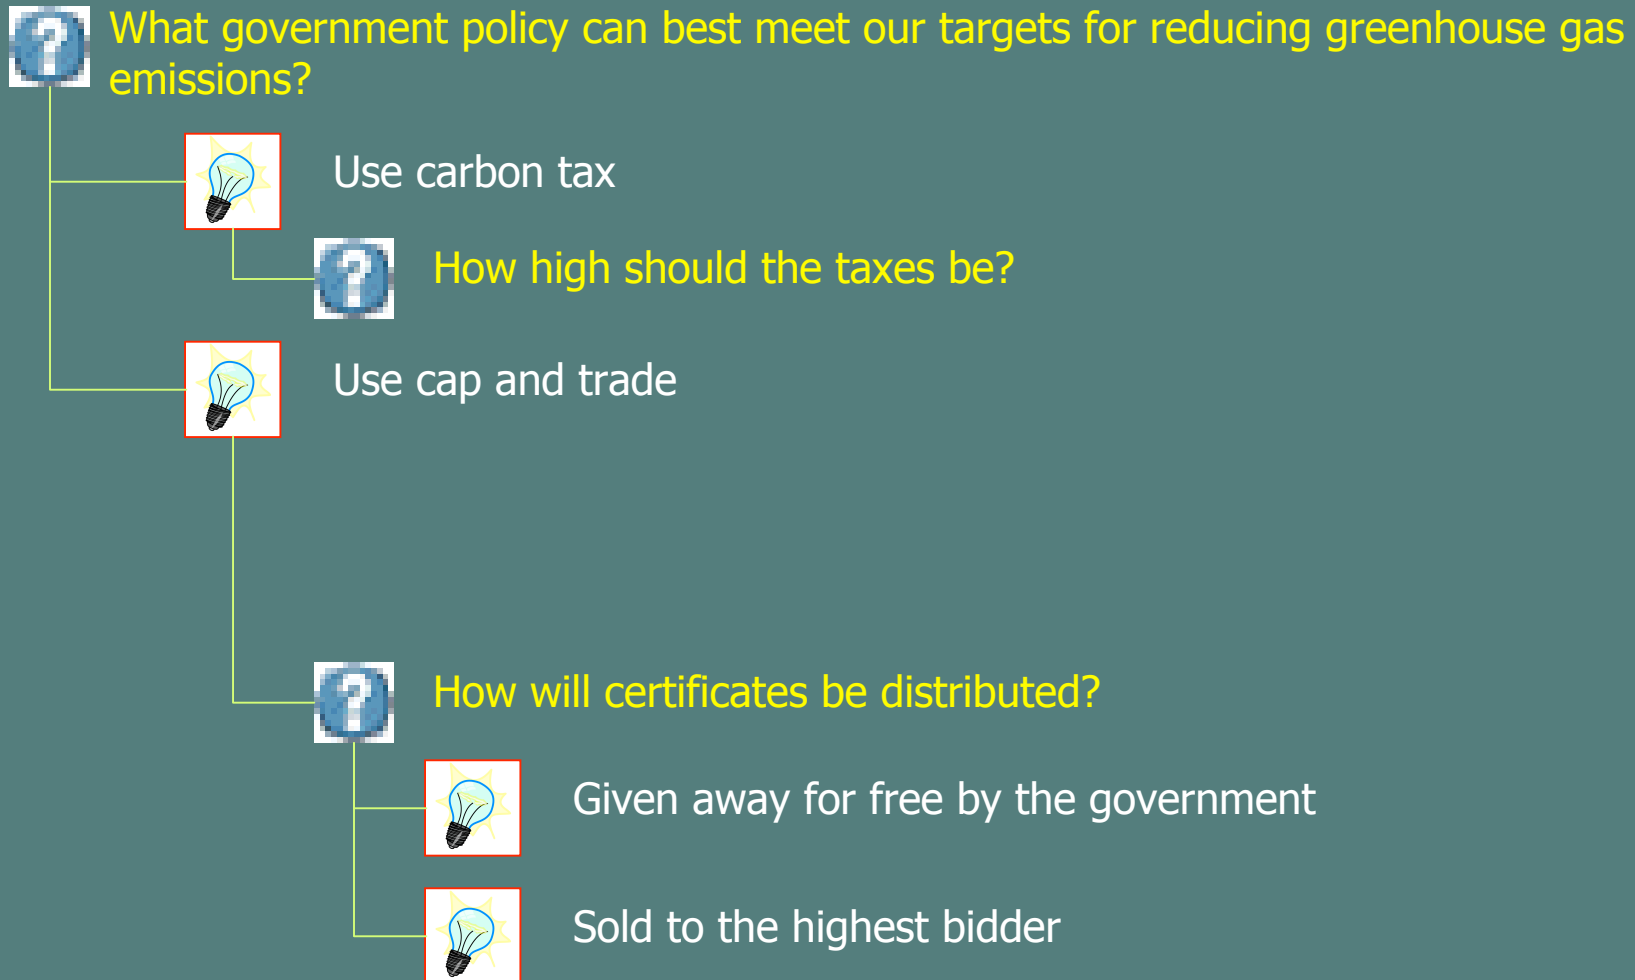 What government policy can best meet our targets for reducing greenhouse gas
emissions?
Use carbon tax
How high should the taxes be?
Use cap and trade
How will certificates be distributed?
Given away for free by the government
Sold to the highest bidder